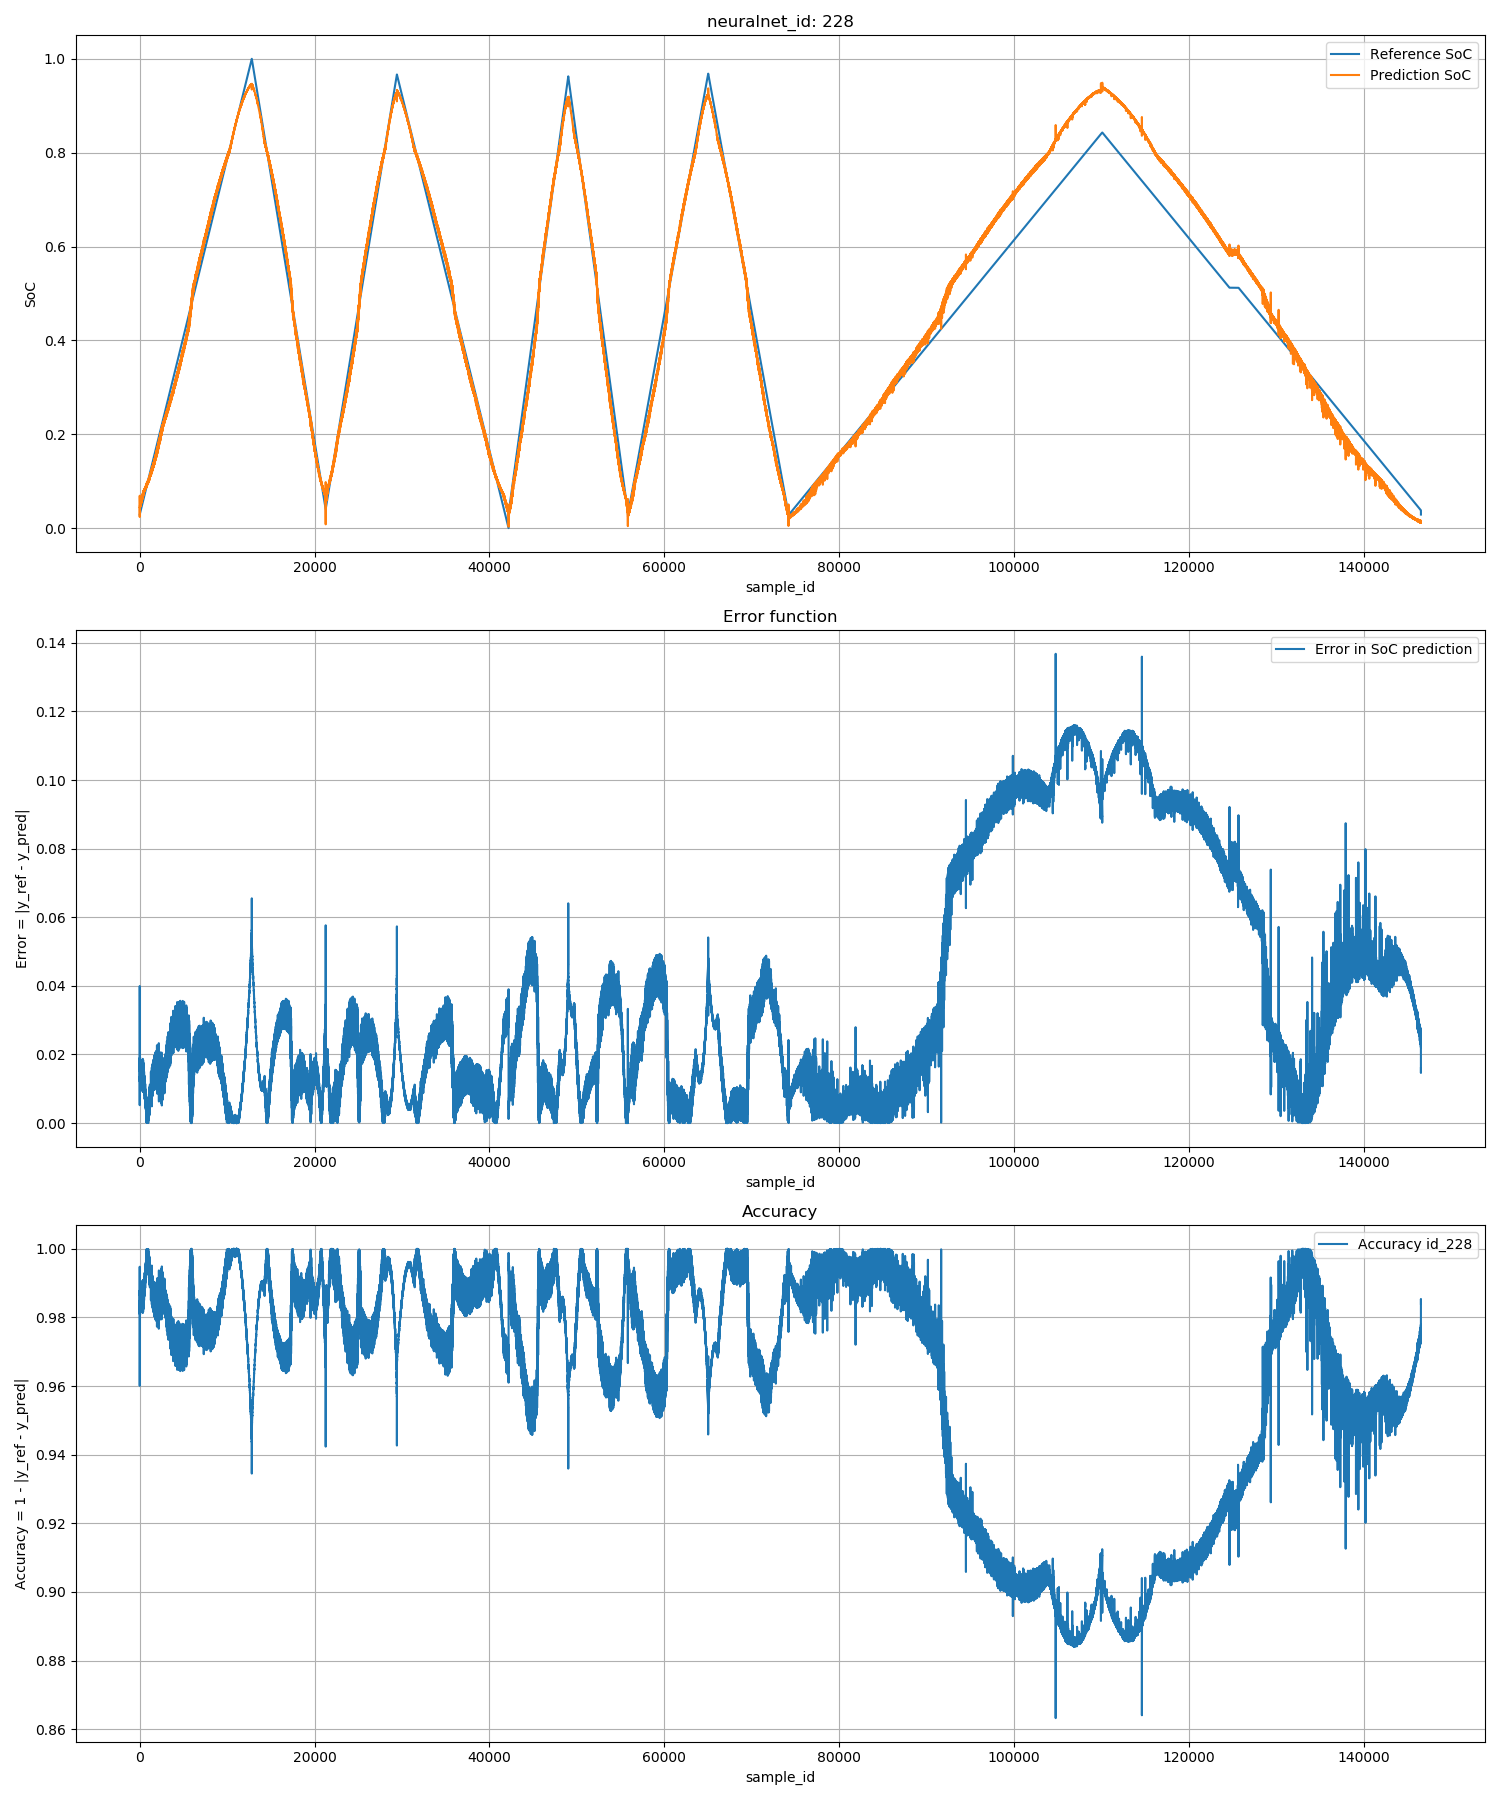 neuralnet_id: 228
Reference SoC
Prediction SoC
1.0
0.8
0.6
0.4
0.2
0.0
SoC
0 20000 40000 60000 80000 100000 120000 140000
sample_id
Error function
Error in SoC prediction
0.14
0.12
0.10
0.08
0.06
0.04
0.02
0.00
Error = |y_ref - y_pred|
0 20000 40000 60000 80000 100000 120000 140000
sample_id
Accuracy
Accuracy id_228
1.00
0.98
0.96
0.94
0.92
0.90
0.88
0.86
Accuracy = 1 - |y_ref - y_pred|
0 20000 40000 60000 80000 100000 120000 140000
sample_id